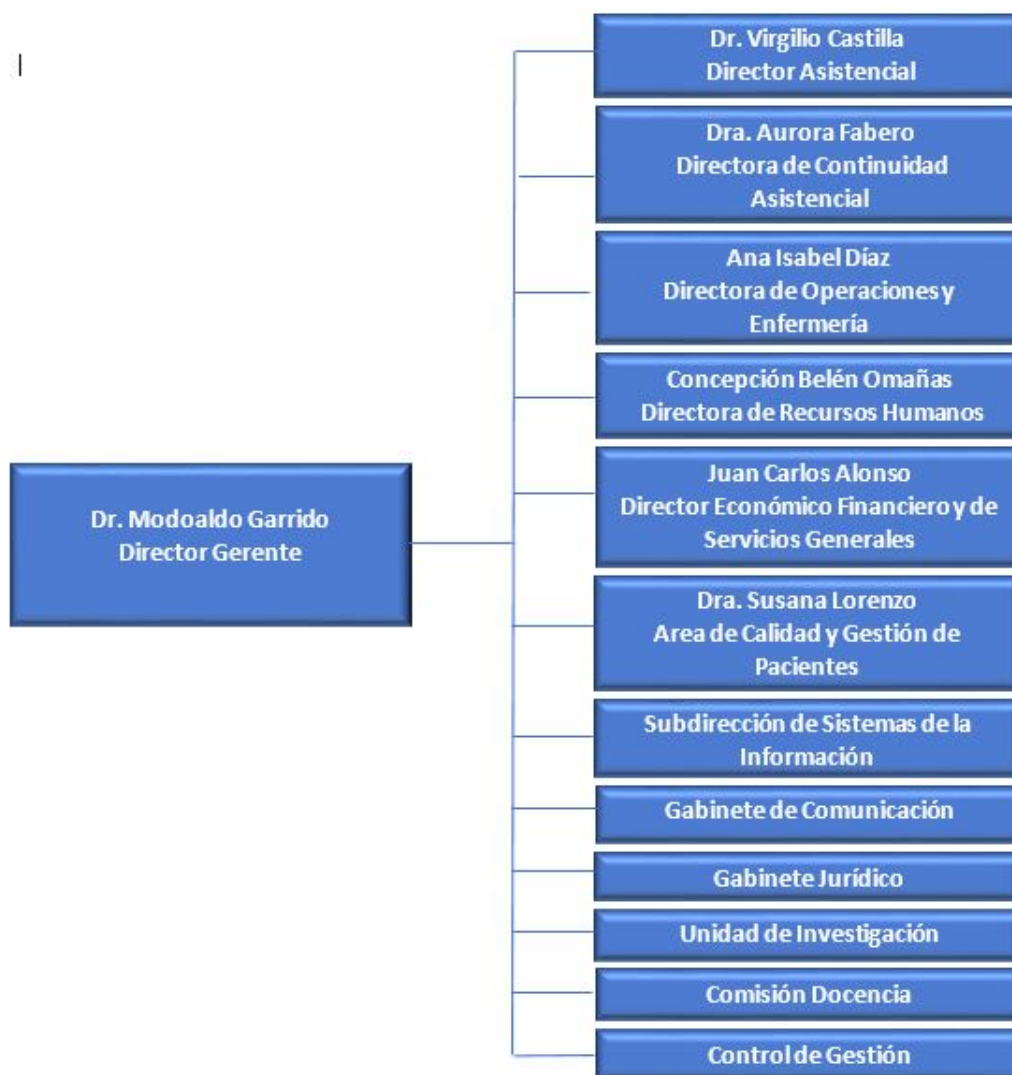 Dr. Virgilio Castilla
Director Asistencial
Dra. Aurora Fabero
Directora de Continuidad
Asistencial
Ana Isabel Díaz
Directora de Operaciones y
Enfermería
Concepción Belén Omañas
Directora de Recursos Humanos
Dr. Modoaldo Garrido
Director Gerente
Juan Carlos Alonso
Director Económico Financiero y de
Servicios Generales
Dra. Susana Lorenzo
Area de Calidad y Gestión de
Pacientes
Subdirección de Sistemas de la
Información
Gabinete de Comunicación
Gabinete Jurídico
Unidad de Investigación
Comisión Docencia
Control de Gestión